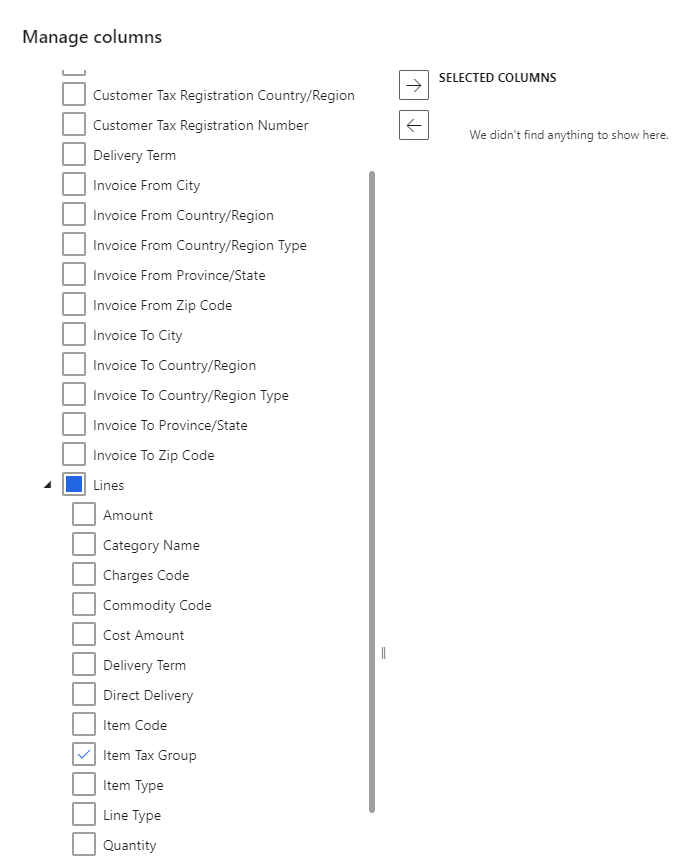 Manage columns
Customer Tax Registration Country/Region
Customer Tax Registration Number
Delivery Term
Invoice From City
Invoice From Country/Region
Invoice From Country/Region Type
Invoice From Province/State
Invoice From Zip Code
Invoice To City
Invoice To Country/Region
Invoice To Country/Region Type
Invoice To Province/State
Invoice To Zip Code
Lines
Amount
Category Name
Charges Code
Commodity Code
Cost Amount
Delivery Term
Direct Delivery
Item Code
Item Tax Group
Item Type
Line Type
Quantity
SELECTED COLUMNS
We didn't find anything to show here.